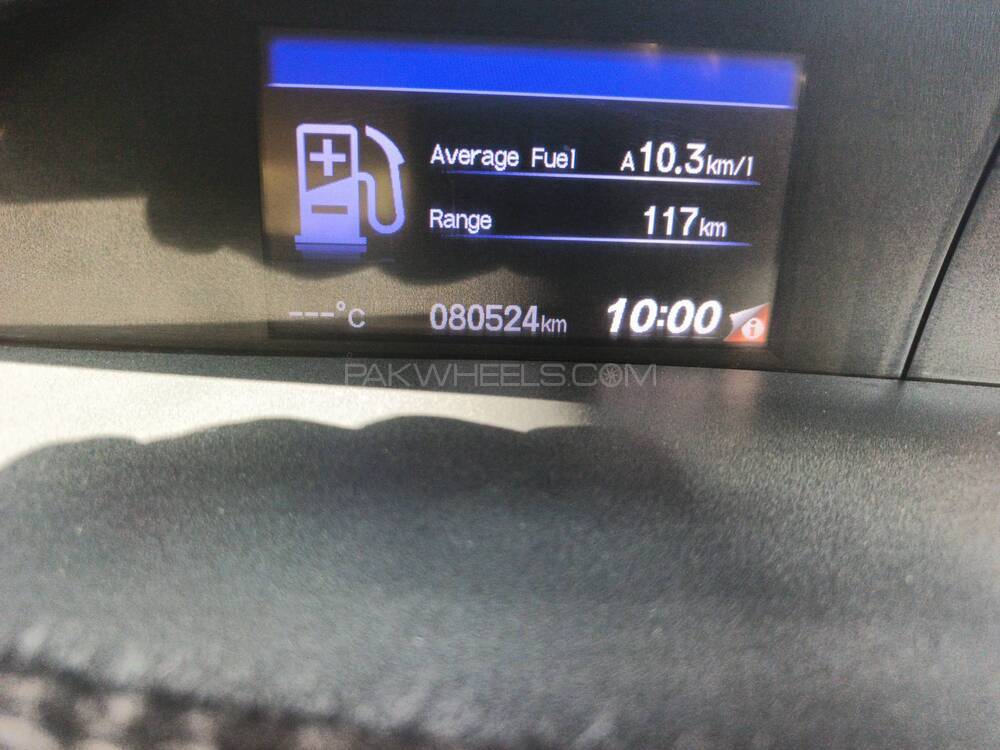 Average Fuel A10.3km/l
Range 117km
---°C 080524km 10:00 i
PAKWHEELS.COM